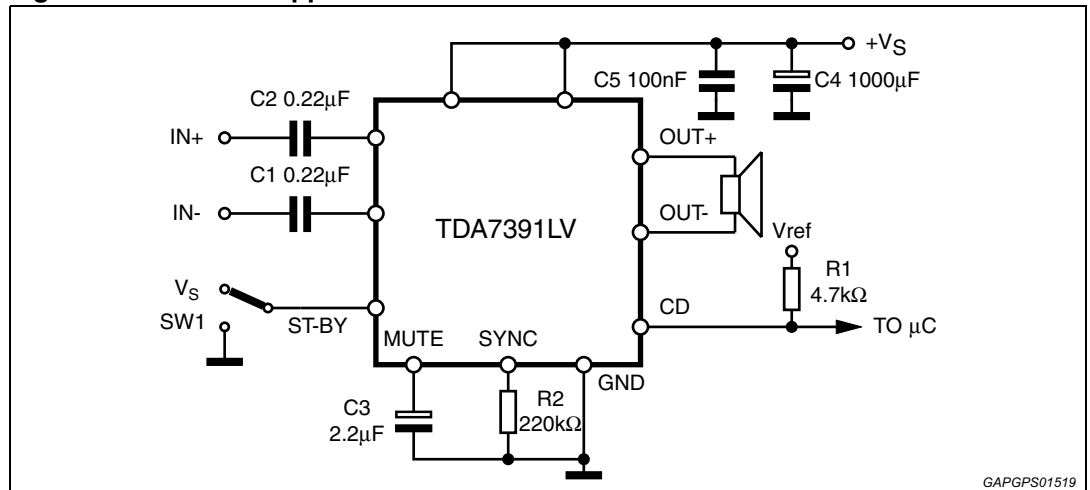 +VS
C5 100nF
C4 1000μF
C2 0.22μF
IN+
OUT+
C1 0.22μF
IN-
TDA7391LV
OUT-
Vref
R1
4.7kΩ
VS
SW1
ST-BY
CD
TO μC
MUTE
SYNC
GND
C3
2.2μF
R2
220kΩ
GAPGPS01519